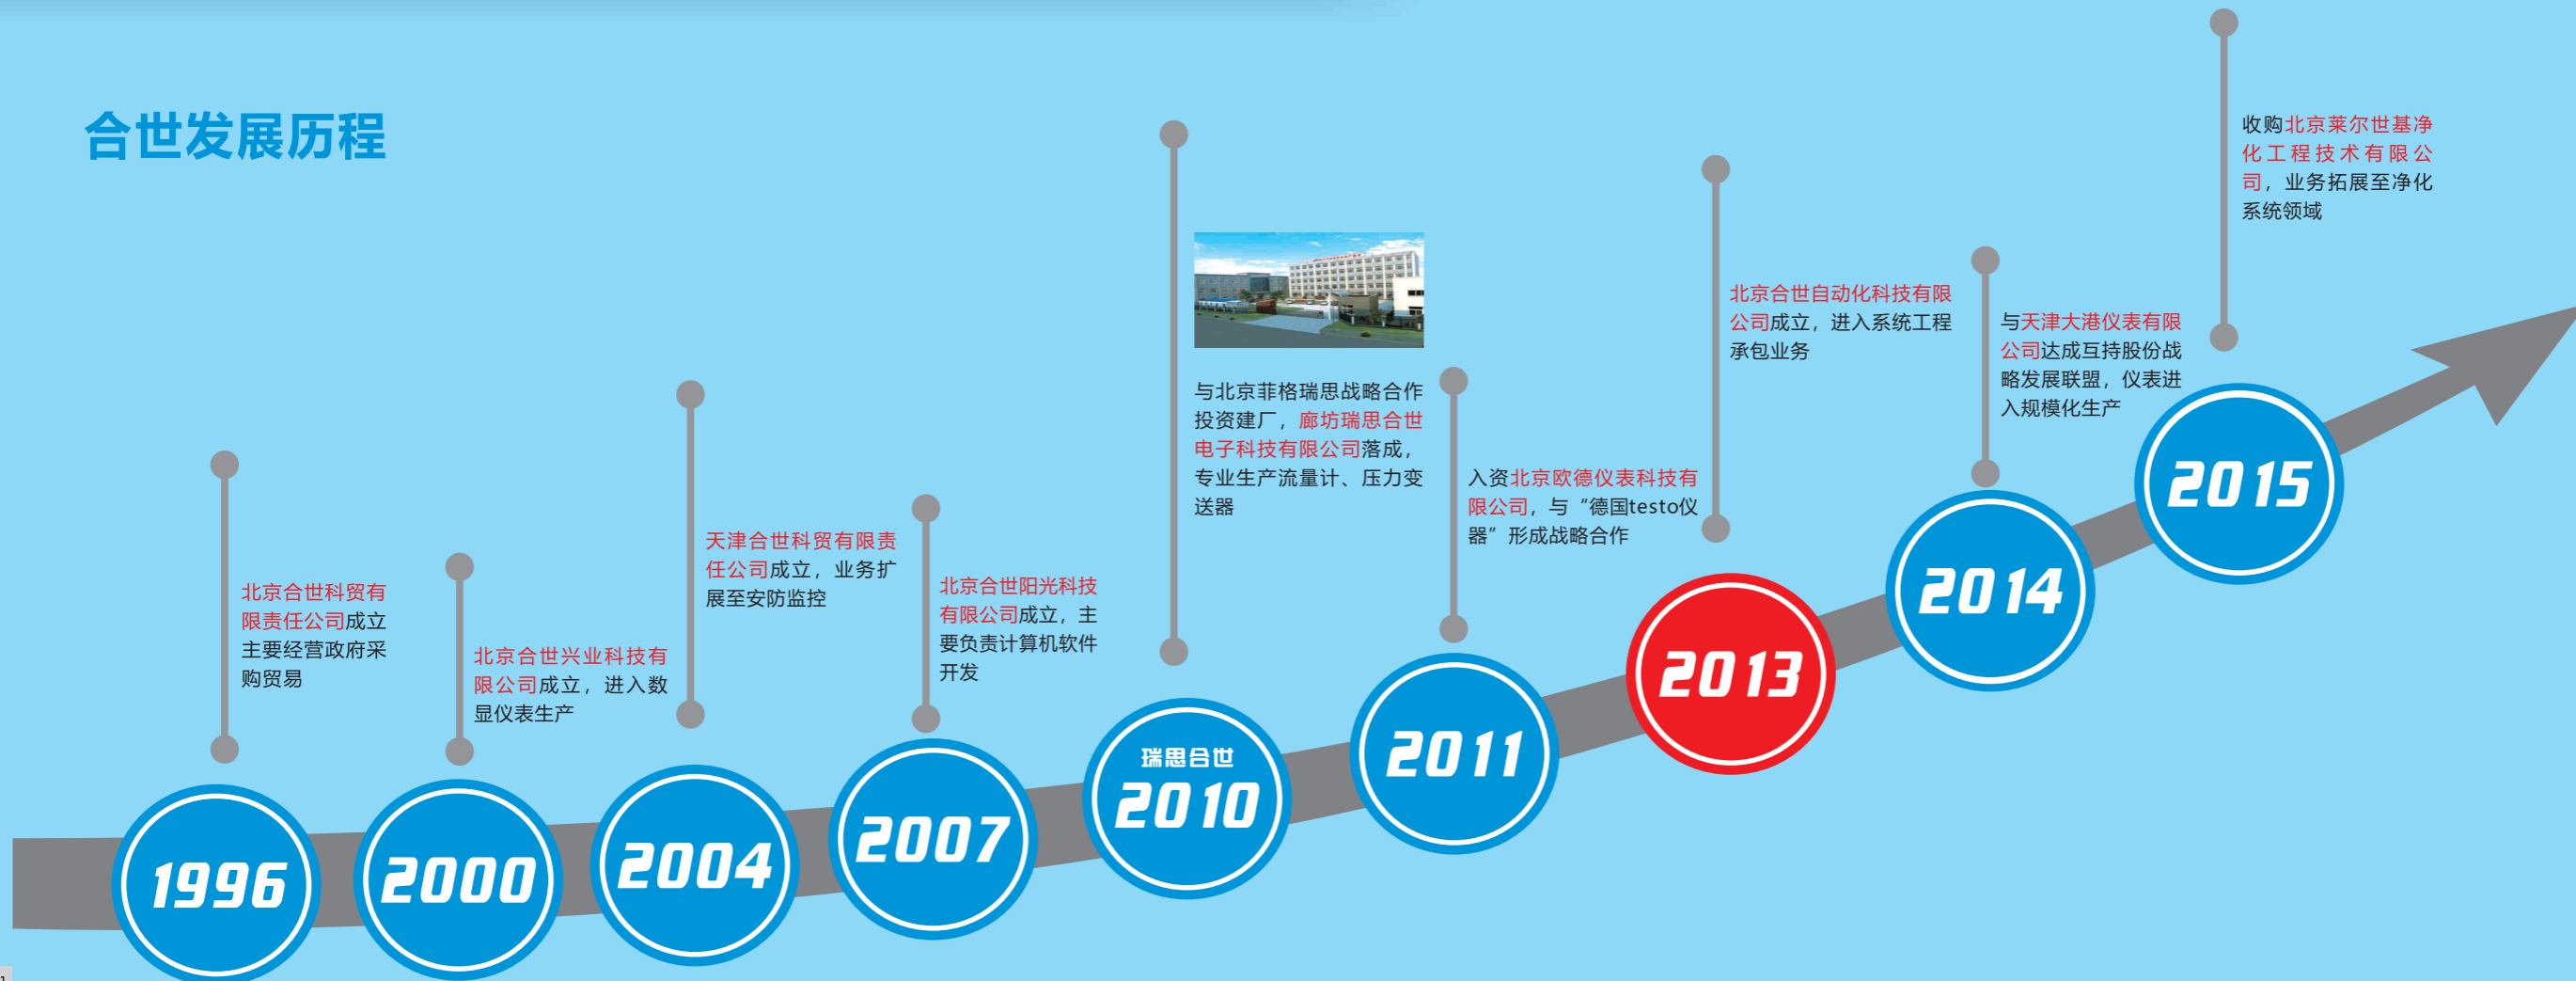 合世发展历程
北京合世科贸有
限责任公司成立
主要经营政府采
购贸易
1996
北京合世兴业科技有
限公司成立，进入数
显仪表生产
2000
天津合世科贸有限责
任公司成立，业务扩
展至安防监控
2004
北京合世阳光科技
有限公司成立，主
要负责计算机软件
开发
2007
与北京菲格瑞思战略合作
投资建厂，廊坊瑞思合世
电子科技有限公司落成，
专业生产流量计、压力变
送器
瑞思合世
2010
入资北京欧德仪表科技有
限公司，与“德国testo仪
器”形成战略合作
2011
北京合世自动化科技有限
公司成立，进入系统工程
承包业务
2013
与天津大港仪表有限
公司达成互持股份战
略发展联盟，仪表进
入规模化生产
2014
收购北京莱尔世基净
化工程技术有限公
司，业务拓展至净化
系统领域
2015
1